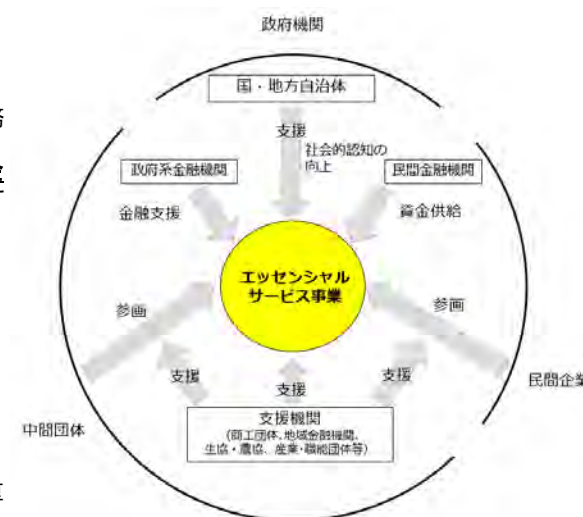 政府機関
国・地方自治体
支援
社会的認知の
向上
政府系金融機関
民間金融機関
金融支援
資金供給
エッセンシャル
サービス事業
参画
参画
支援
支援
支援
民間企業
中間団体
支援機関
(商工団体、地域金融機関、
生協・農協、産業・職能団体等)